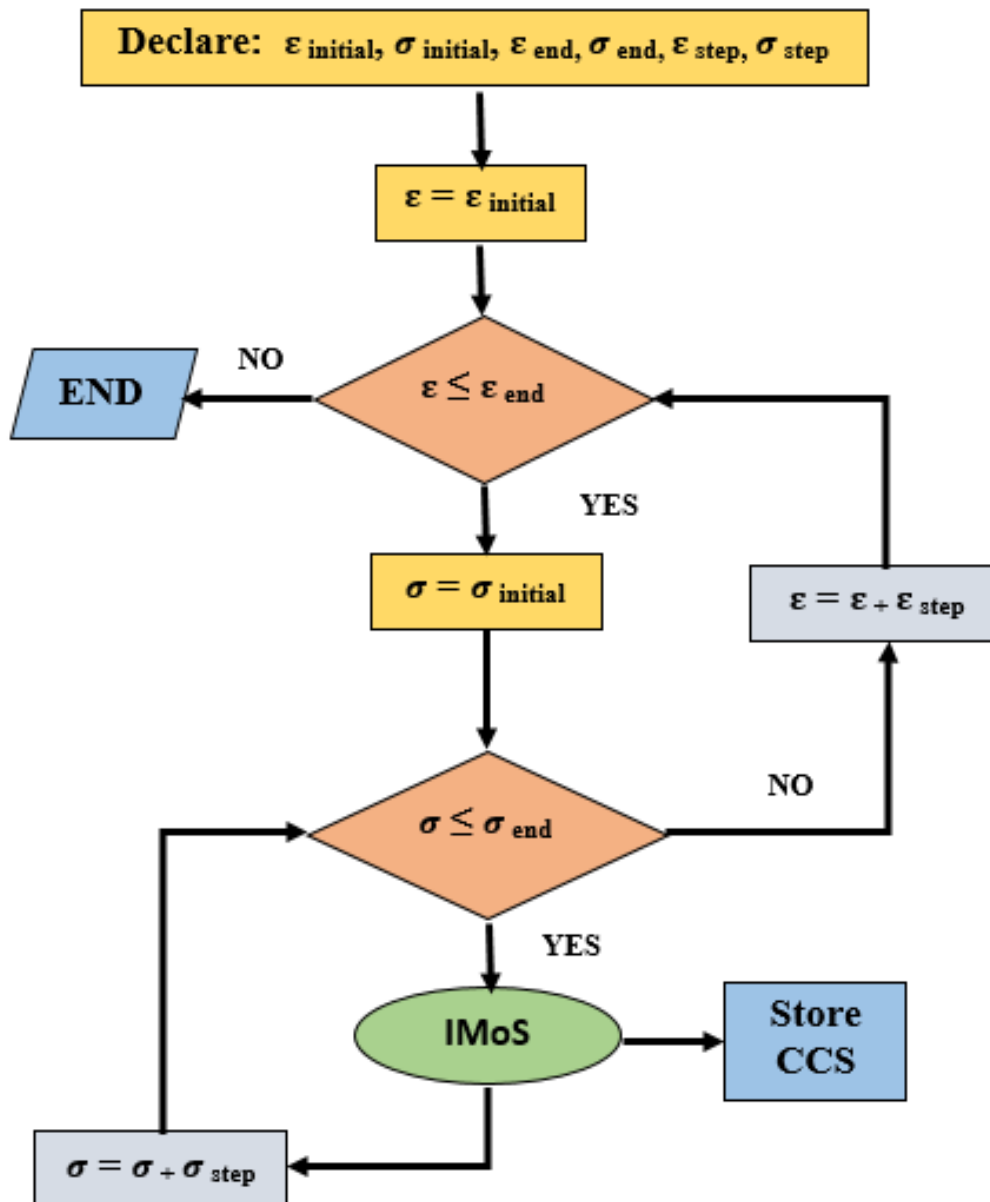 Declare: ε initial, σ initial, ε end, σ end, ε step, σ step
ε = ε initial
NO
END
ε ≤ ε end
YES
σ = σ initial
ε = ε + ε step
NO
σ ≤ σ end
YES
IMoS
Store
CCS
σ = σ + σ step